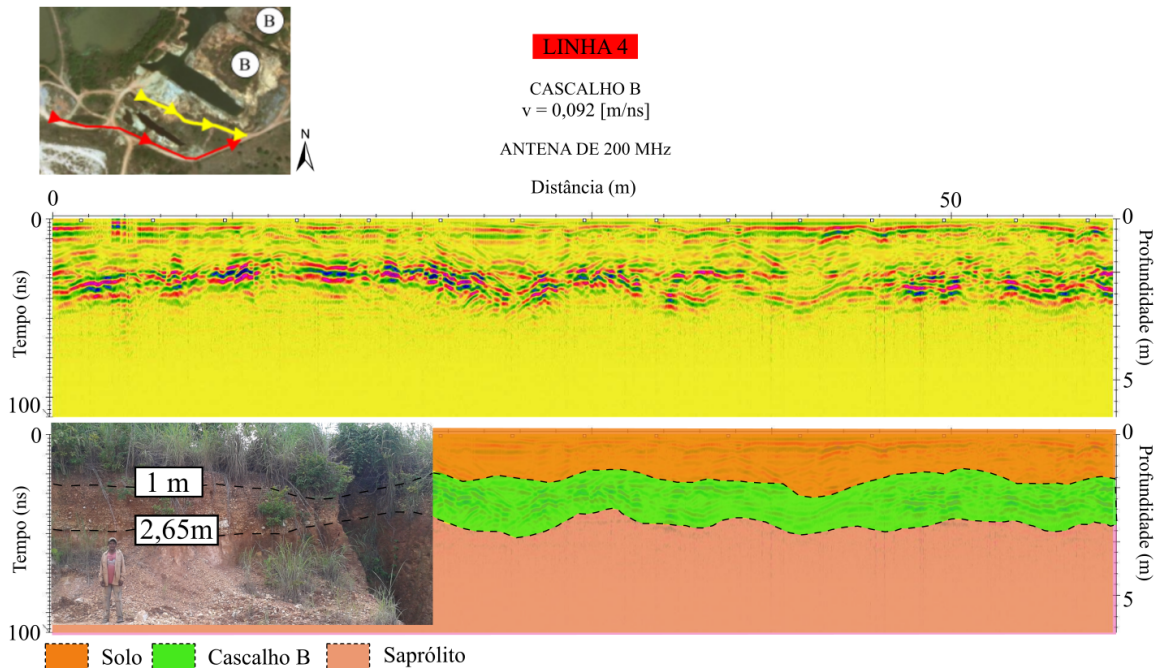 B
B
N
LINHA 4
CASCALHO B
v = 0,092 [m/ns]
ANTENA DE 200 MHz
Distância (m)
0
50
0
Tempo (ns)
100
0
Profundidade (m)
5
0
Tempo (ns)
100
1 m
2,65m
0
Profundidade (m)
5
Solo
Cascalho B
Saprólito